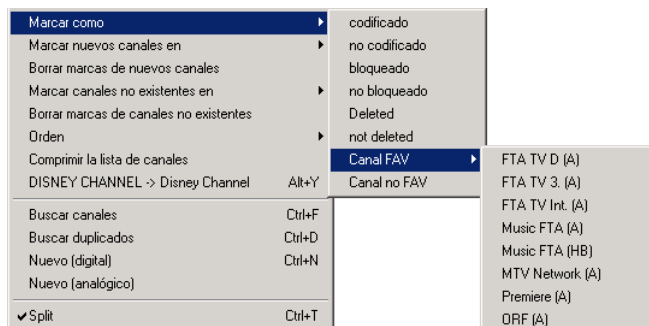 Marcar como
Marcar nuevos canales en
Borrar marcas de nuevos canales
Marcar canales no existentes en
Borrar marcas de canales no existentes
Orden
Comprimir la lista de canales
DISNEY CHANNEL -> Disney Channel Alt+Y
Buscar canales Ctrl+F
Buscar duplicados Ctrl+D
Nuevo (digital) Ctrl+N
Nuevo (analógico)
Split Ctrl+T
codificado
no codificado
bloqueado
no bloqueado
Deleted
not deleted
Canal FAV
Canal no FAV
FTA TV D (A)
FTA TV 3. (A)
FTA TV Int. (A)
Music FTA (A)
Music FTA (HB)
MTV Network (A)
Premiere (A)
ORF (A)